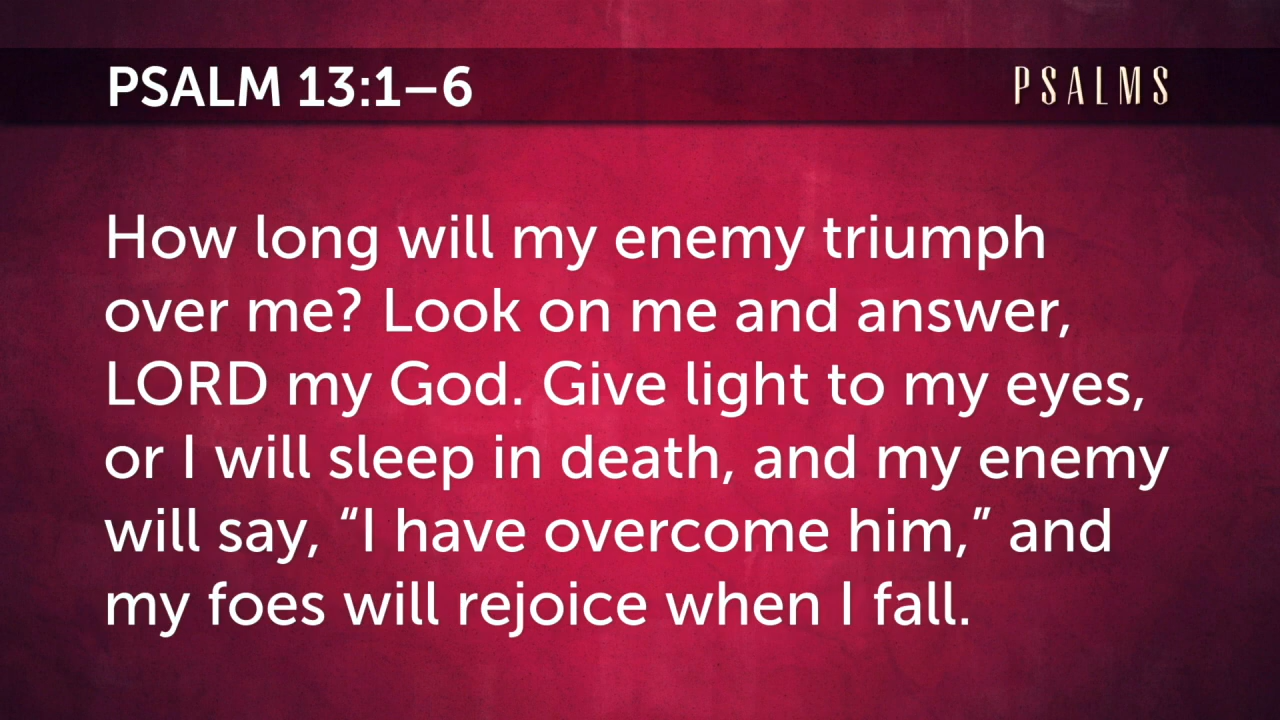 PSALM 13:1–6
PSALMS
How long will my enemy triumph
over me? Look on me and answer,
LORD my God. Give light to my eyes,
or I will sleep in death, and my enemy
will say, “I have overcome him,” and
my foes will rejoice when I fall.